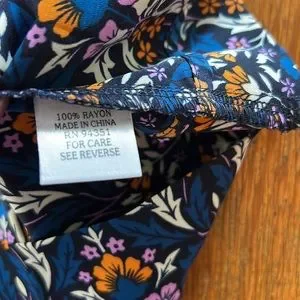 100% RAYON
MADE IN CHINA
RN 94351
FOR CARE
SEE REVERSE